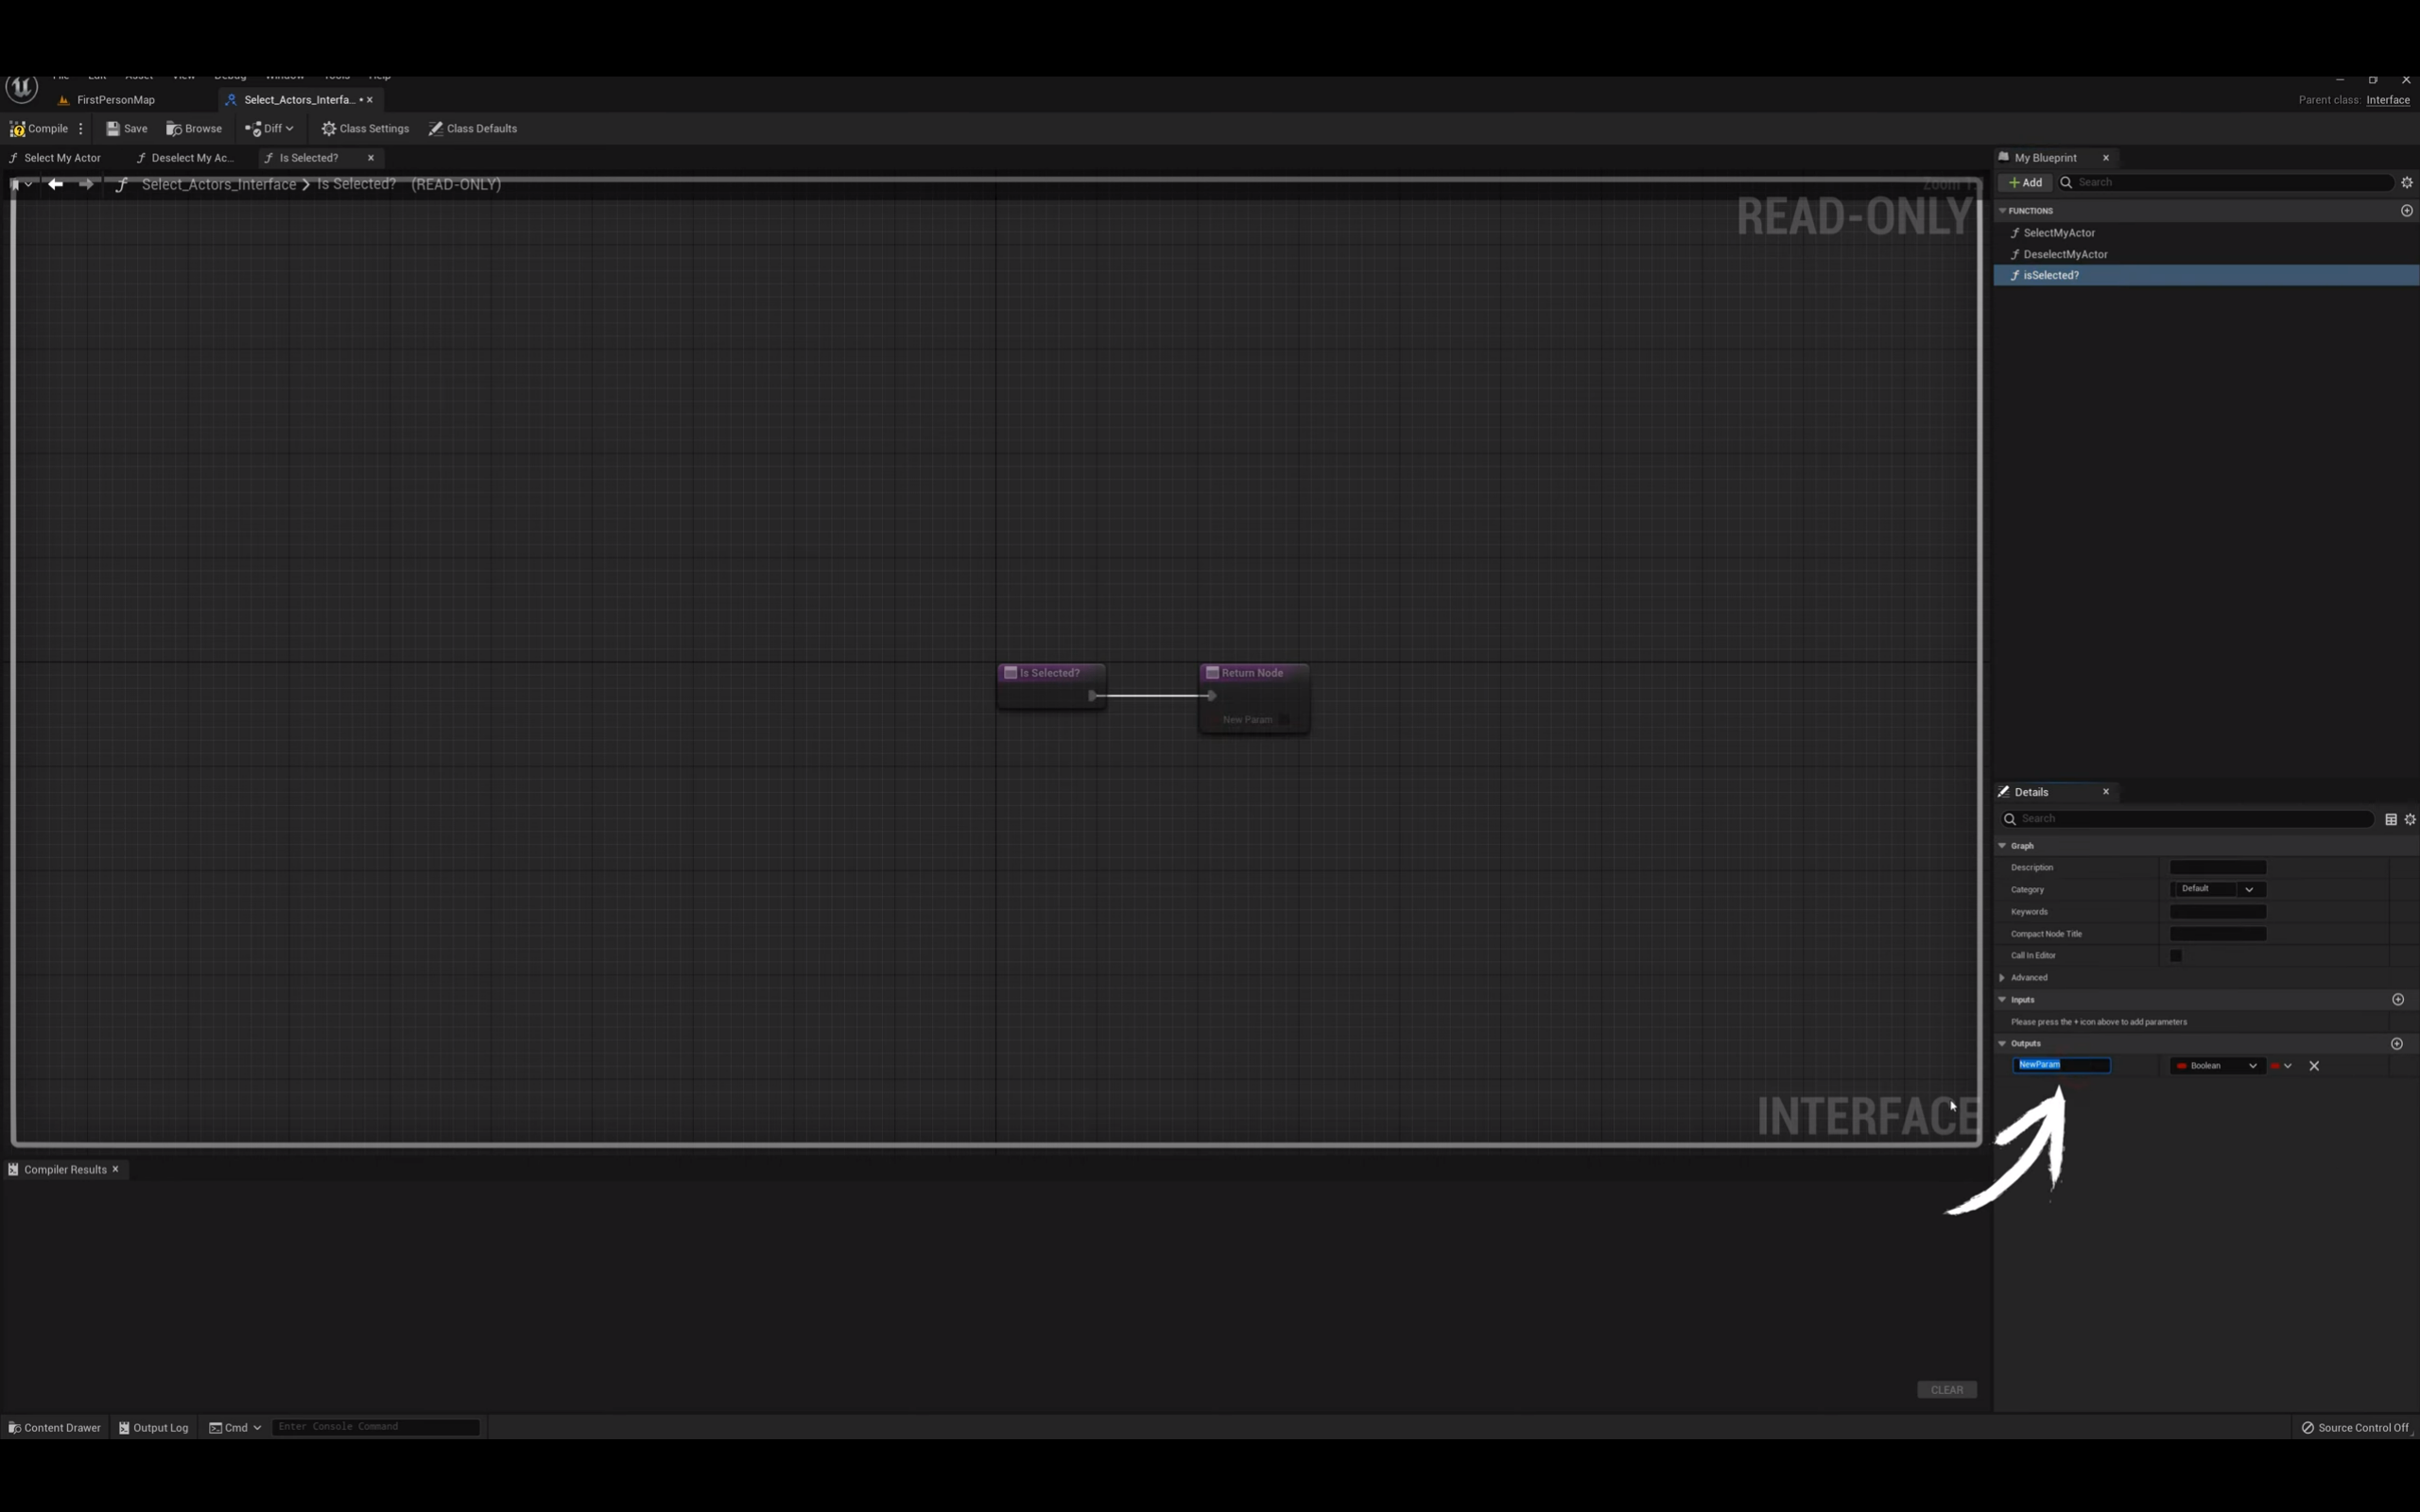 File Edit Asset View Debug Window Tools Help
FirstPersonMap
Select_Actors_Interfa... •
Parent class: Interface
Compile
Save
Browse
Diff
Class Settings
Class Defaults
Select My Actor
Deselect My Ac...
Is Selected?
My Blueprint
Select_Actors_Interface > Is Selected? (READ-ONLY)
READ-ONLY
+ Add
Search
FUNCTIONS
SelectMyActor
DeselectMyActor
isSelected?
Is Selected?
Return Node
New Param
Details
Search
Graph
Description
Category
Default
Keywords
Compact Node Title
Call In Editor
Advanced
Inputs
Please press the + icon above to add parameters
Outputs
NewParam
Boolean
INTERFACE
Compiler Results
CLEAR
Content Drawer
Output Log
Cmd
Enter Console Command
Source Control Off